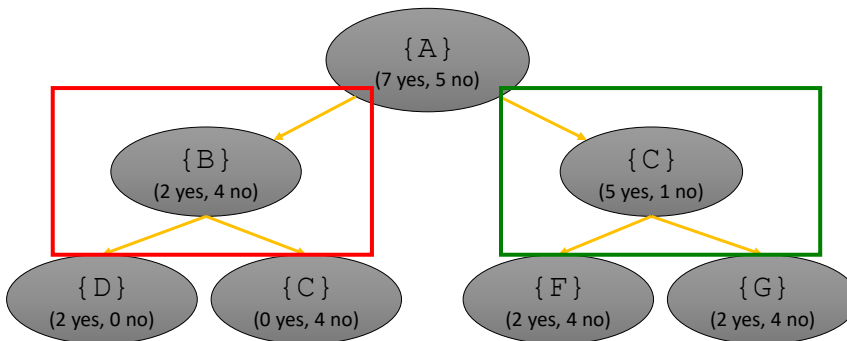 {A}
(7 yes, 5 no)
{B}
(2 yes, 4 no)
{C}
(5 yes, 1 no)
{D}
(2 yes, 0 no)
{C}
(0 yes, 4 no)
{F}
(2 yes, 4 no)
{G}
(2 yes, 4 no)